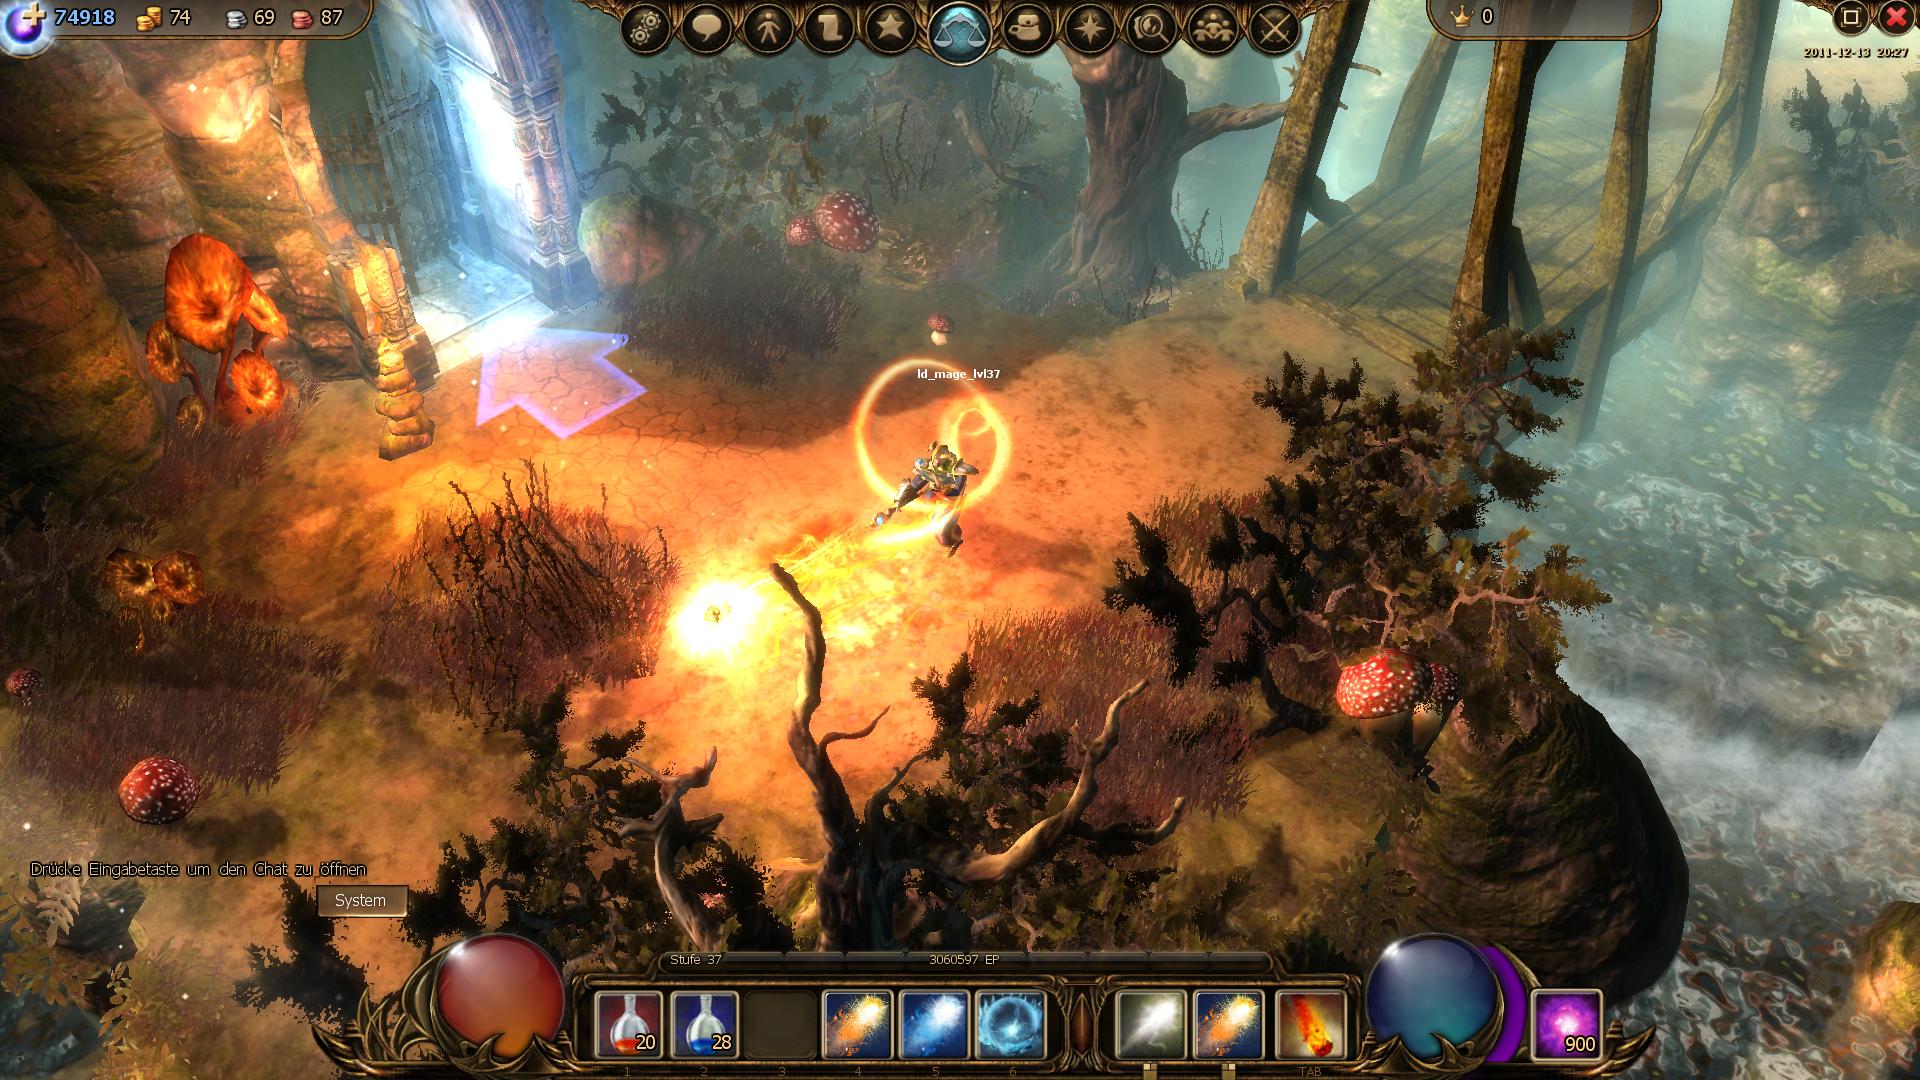 74918 74 69 87
0
2011-12-13 20:27
ld_mage_lvl37
Drücke Eingabetaste um den Chat zu öffnen
System
Stufe 37 3060597 EP
20 28 900
1 2 3 4 5 6 TAB